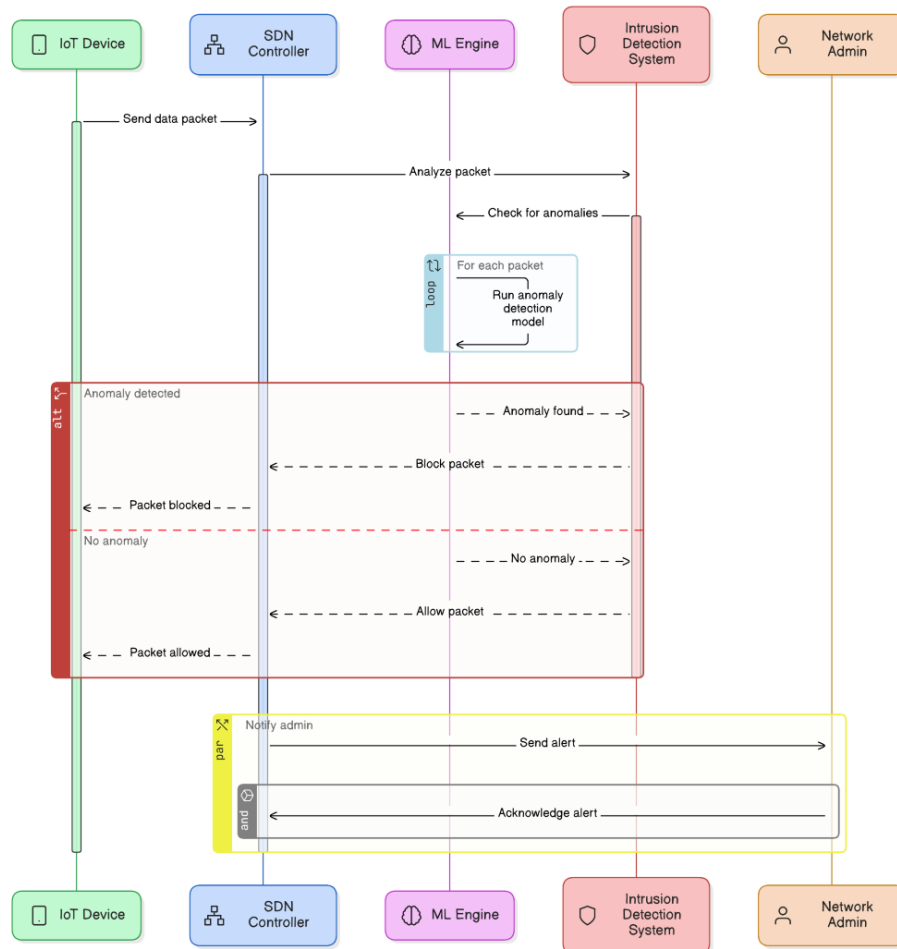 IoT Device
SDN
Controller
ML Engine
Intrusion
Detection
System
Network
Admin
Send data packet
Analyze packet
Check for anomalies
loop
For each packet
Run anomaly
detection
model
alt
Anomaly detected
Anomaly found
Block packet
Packet blocked
No anomaly
No anomaly
Allow packet
Packet allowed
par
Notify admin
Send alert
and
Acknowledge alert
IoT Device
SDN
Controller
ML Engine
Intrusion
Detection
System
Network
Admin